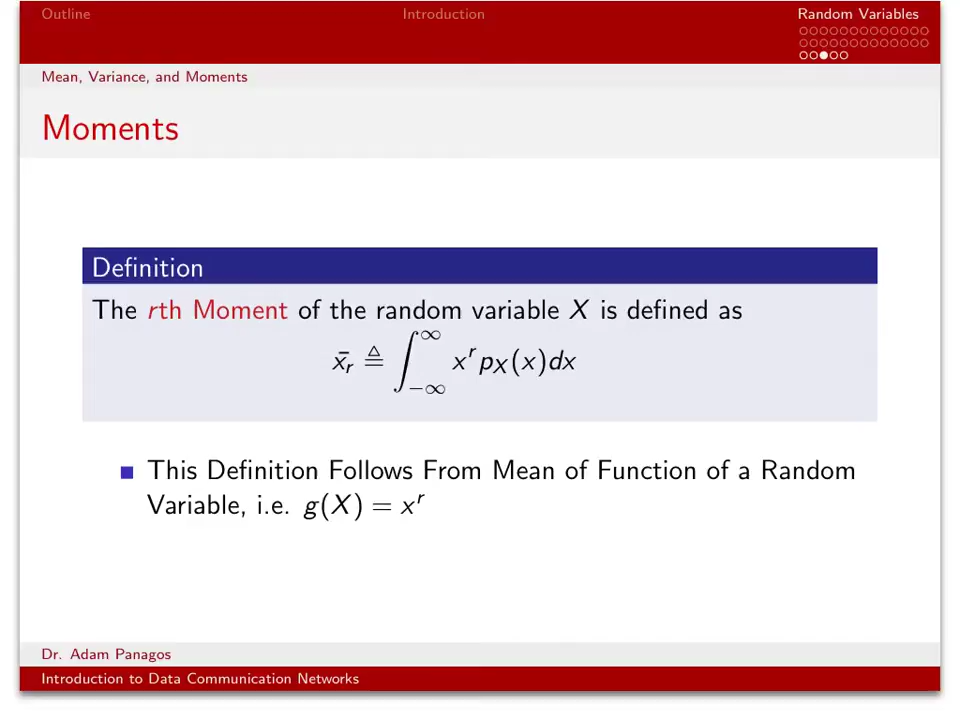 Outline Introduction Random Variables
Mean, Variance, and Moments
Moments
Definition
The rth Moment of the random variable X is defined as
x̄_r ≜ ∫_{−∞}^{∞} x^r p_X(x)dx
This Definition Follows From Mean of Function of a Random
Variable, i.e. g(X) = x^r
Dr. Adam Panagos
Introduction to Data Communication Networks